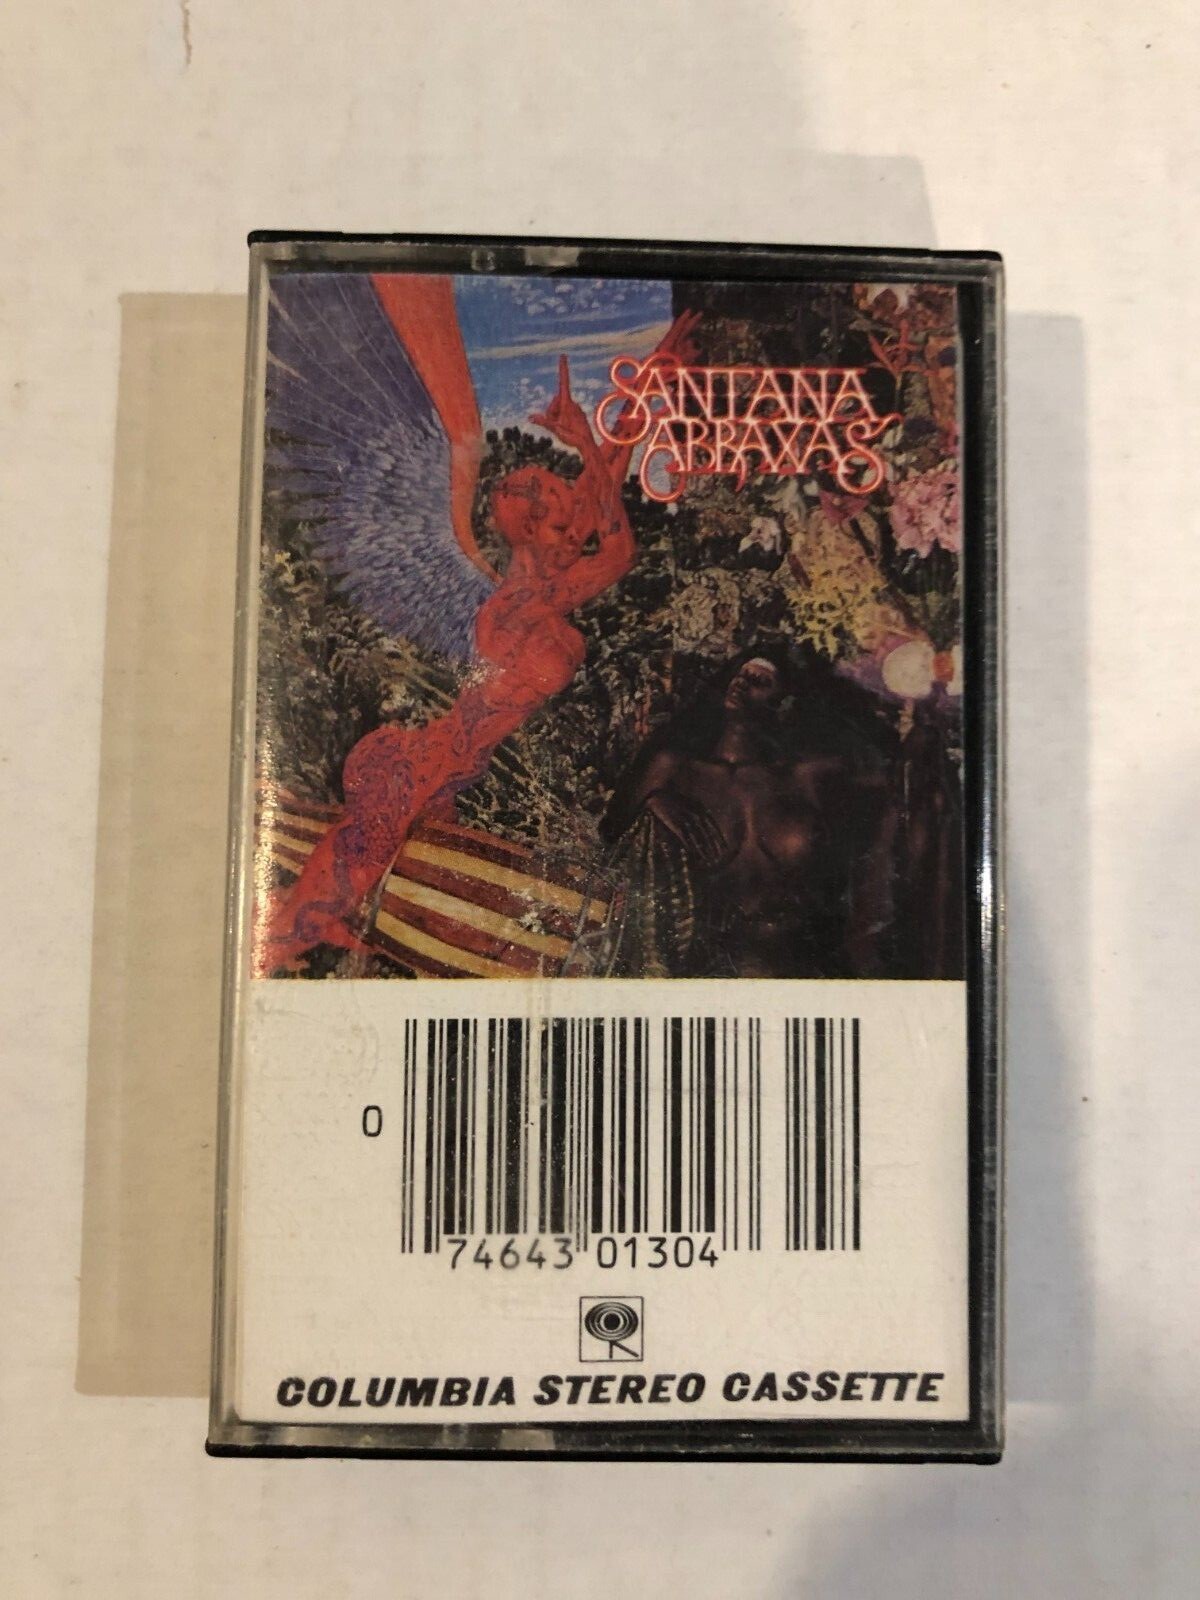 SANTANA
ABRAXAS
0
74643 01304
COLUMBIA STEREO CASSETTE